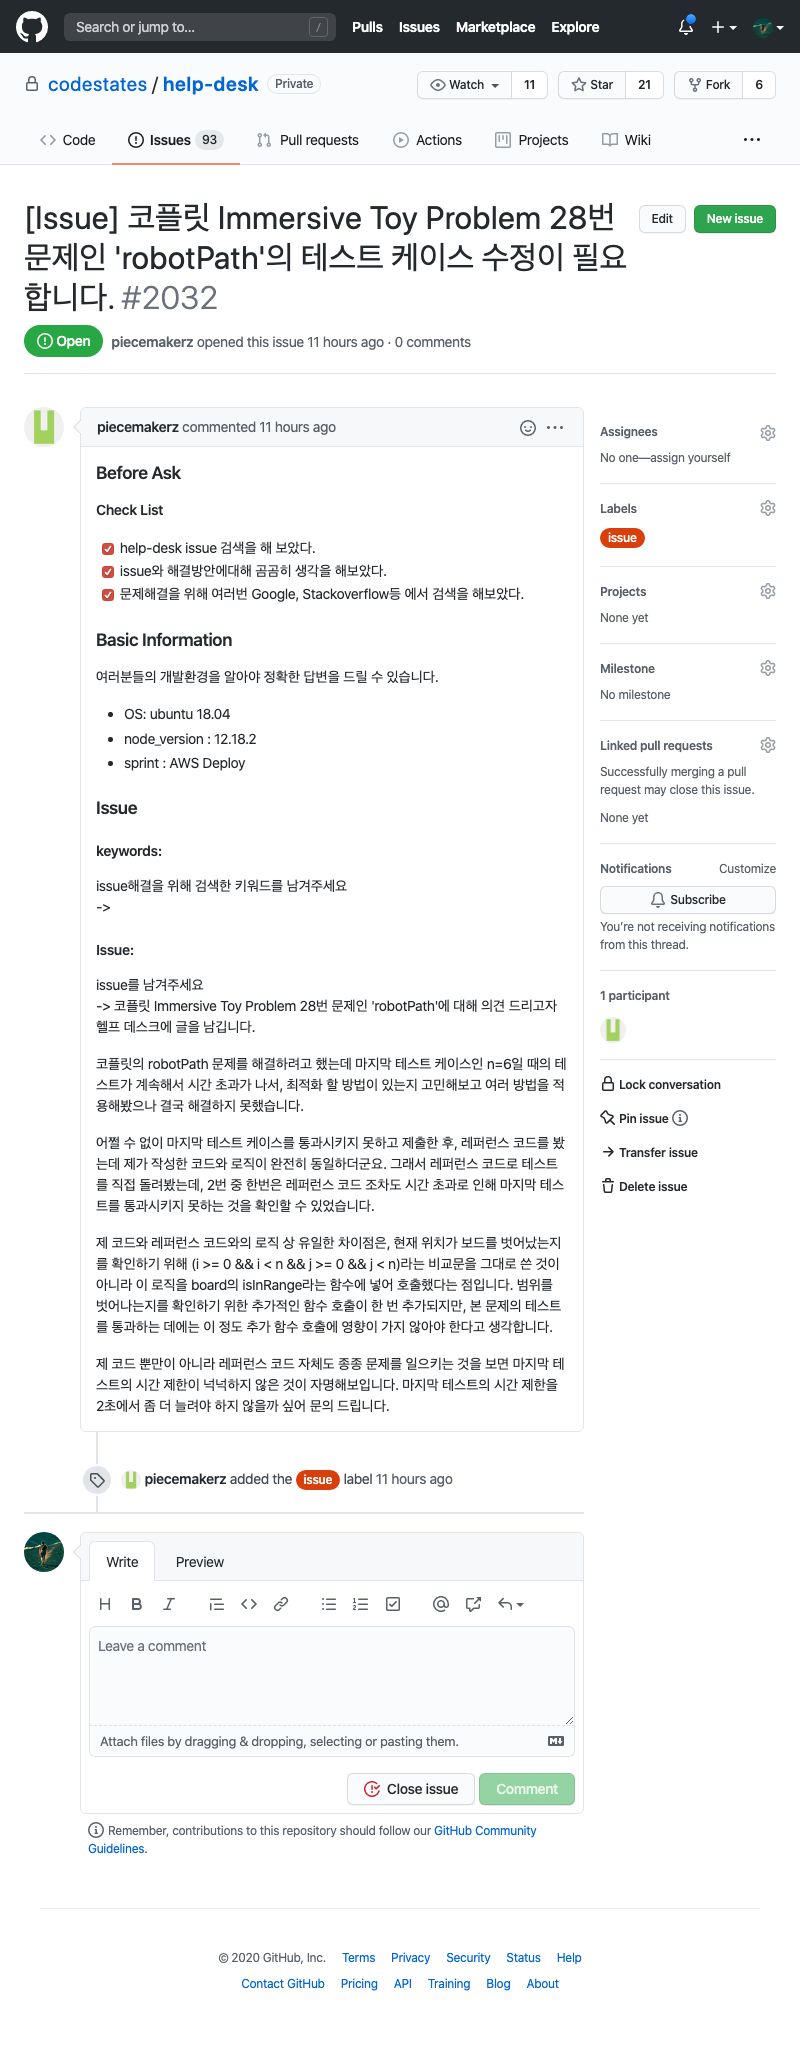 Search or jump to...
/
Pulls Issues Marketplace Explore
codestates / help-desk Private
Watch 11 Star 21 Fork 6
Code Issues 93 Pull requests Actions Projects Wiki
[Issue] 코플릿 Immersive Toy Problem 28번
문제인 'robotPath'의 테스트 케이스 수정이 필요
합니다. #2032
Edit New issue
Open piecemakerz opened this issue 11 hours ago · 0 comments
piecemakerz commented 11 hours ago
Before Ask
Check List
help-desk issue 검색을 해 보았다.
issue와 해결방안에대해 곰곰히 생각을 해보았다.
문제해결을 위해 여러번 Google, Stackoverflow등 에서 검색을 해보았다.
Basic Information
여러분들의 개발환경을 알아야 정확한 답변을 드릴 수 있습니다.
• OS: ubuntu 18.04
• node_version : 12.18.2
• sprint : AWS Deploy
Issue
keywords:
issue해결을 위해 검색한 키워드를 남겨주세요
->
Issue:
issue를 남겨주세요
-> 코플릿 Immersive Toy Problem 28번 문제인 'robotPath'에 대해 의견 드리고자
헬프 데스크에 글을 남깁니다.
코플릿의 robotPath 문제를 해결하려고 했는데 마지막 테스트 케이스인 n=6일 때의 테
스트가 계속해서 시간 초과가 나서, 최적화 할 방법이 있는지 고민해보고 여러 방법을 적
용해봤으나 결국 해결하지 못했습니다.
어쩔 수 없이 마지막 테스트 케이스를 통과시키지 못하고 제출한 후, 레퍼런스 코드를 봤
는데 제가 작성한 코드와 로직이 완전히 동일하더군요. 그래서 레퍼런스 코드로 테스트
를 직접 돌려봤는데, 2번 중 한번은 레퍼런스 코드 조차도 시간 초과로 인해 마지막 테스
트를 통과시키지 못하는 것을 확인할 수 있었습니다.
제 코드와 레퍼런스 코드와의 로직 상 유일한 차이점은, 현재 위치가 보드를 벗어났는지
를 확인하기 위해 (i >= 0 && i < n && j >= 0 && j < n)라는 비교문을 그대로 쓴 것이
아니라 이 로직을 board의 isInRange라는 함수에 넣어 호출했다는 점입니다. 범위를
벗어나는지를 확인하기 위한 추가적인 함수 호출이 한 번 추가되지만, 본 문제의 테스트
를 통과하는 데에는 이 정도 추가 함수 호출에 영향이 가지 않아야 한다고 생각합니다.
제 코드 뿐만이 아니라 레퍼런스 코드 자체도 종종 문제를 일으키는 것을 보면 마지막 테
스트의 시간 제한이 넉넉하지 않은 것이 자명해보입니다. 마지막 테스트의 시간 제한을
2초에서 좀 더 늘려야 하지 않을까 싶어 문의 드립니다.
piecemakerz added the issue label 11 hours ago
Assignees
No one—assign yourself
Labels
issue
Projects
None yet
Milestone
No milestone
Linked pull requests
Successfully merging a pull
request may close this issue.
None yet
Notifications Customize
Subscribe
You're not receiving notifications
from this thread.
1 participant
Lock conversation
Pin issue
Transfer issue
Delete issue
Write Preview
Leave a comment
Attach files by dragging & dropping, selecting or pasting them.
Close issue Comment
Remember, contributions to this repository should follow our GitHub Community
Guidelines.
© 2020 GitHub, Inc. Terms Privacy Security Status Help
Contact GitHub Pricing API Training Blog About